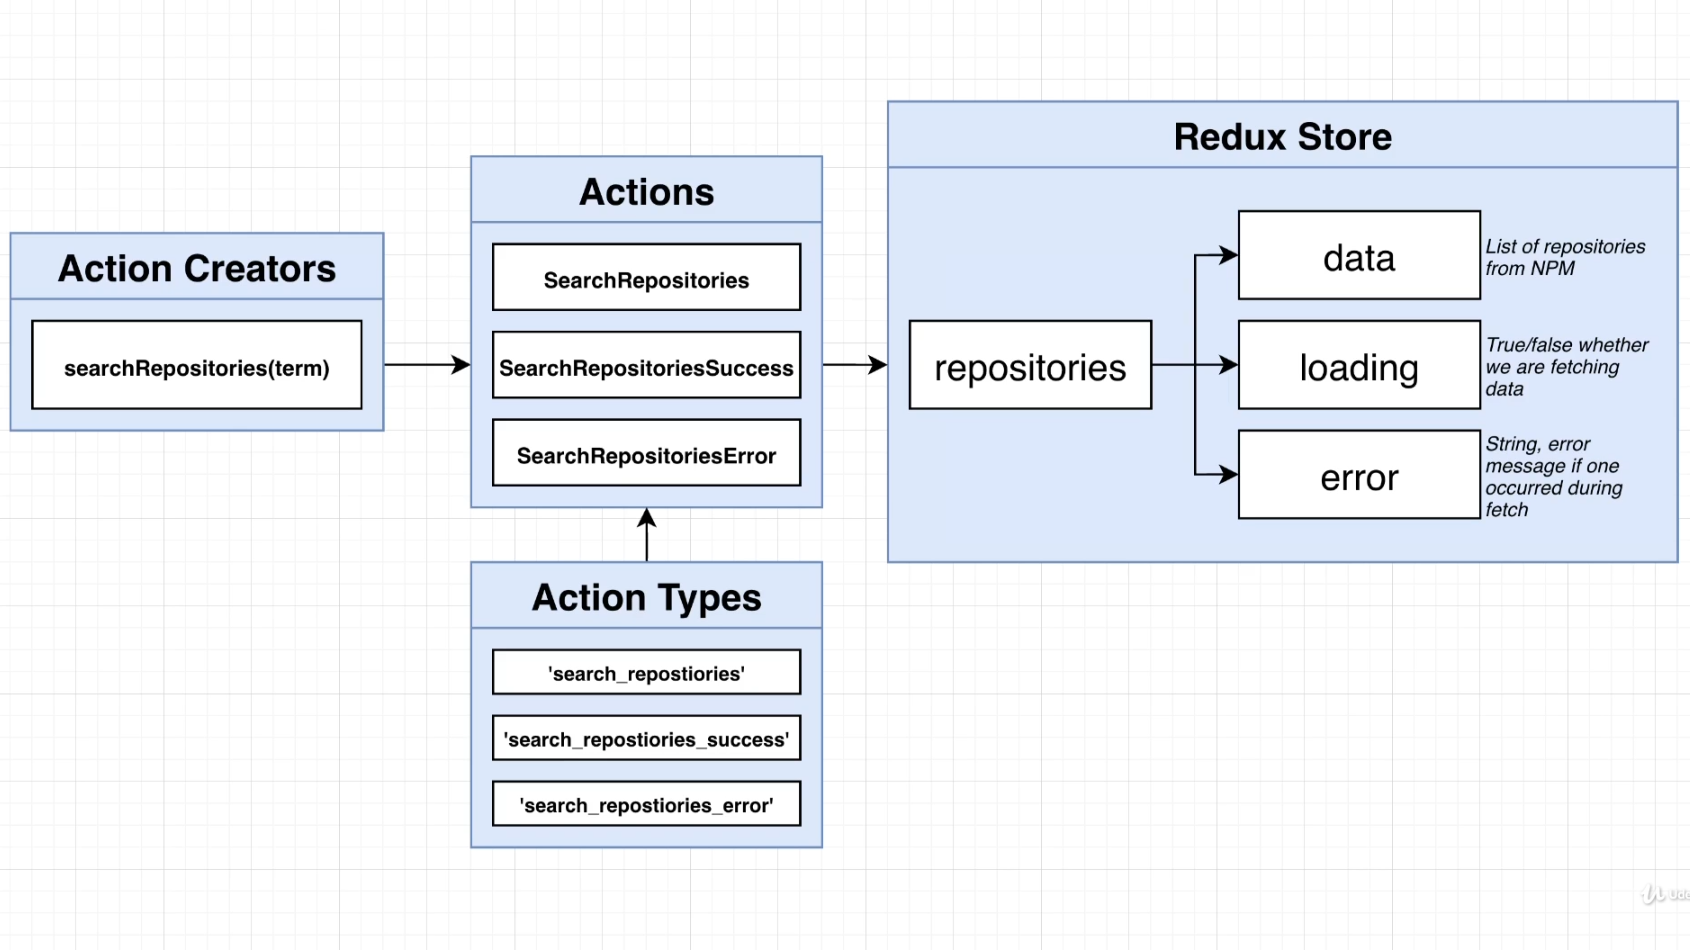 Redux Store
Actions
Action Creators
SearchRepositories
SearchRepositoriesSuccess
SearchRepositoriesError
searchRepositories(term)
repositories
data
List of repositories
from NPM
loading
True/false whether
we are fetching
data
error
String, error
message if one
occurred during
fetch
Action Types
'search_repostiories'
'search_repostiories_success'
'search_repostiories_error'